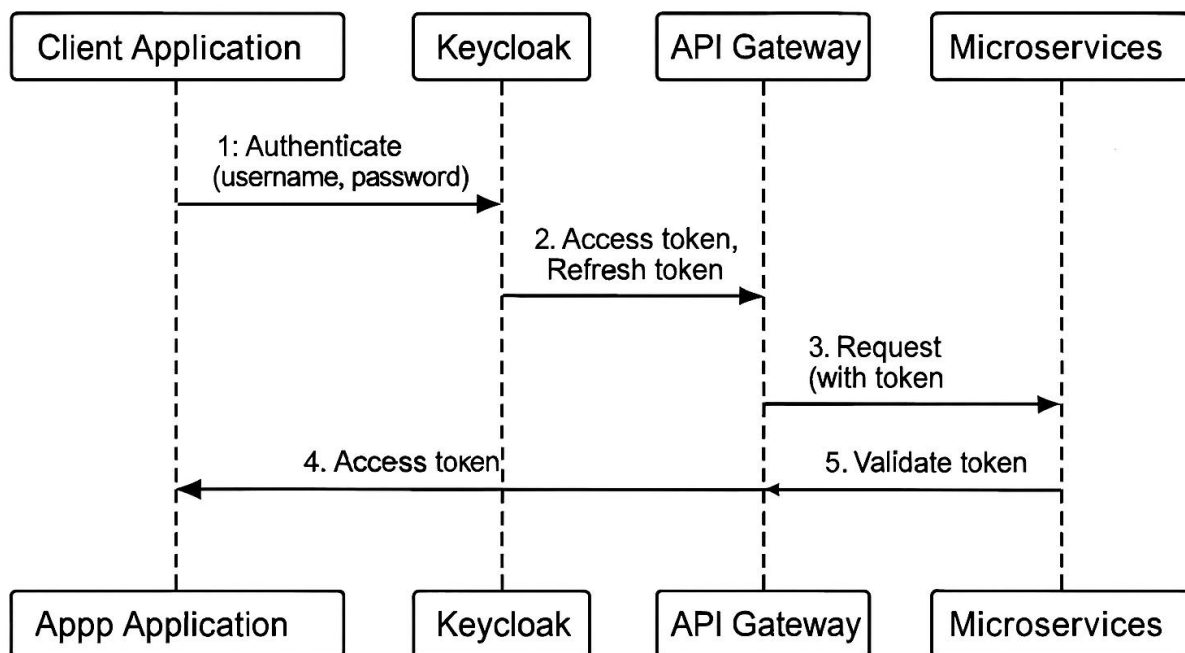 Client Application
Keycloak
API Gateway
Microservices
1: Authenticate
(username, password)
2. Access token,
Refresh token
3. Request
(with token
4. Access token
5. Validate token
Appp Application
Keycloak
API Gateway
Microservices